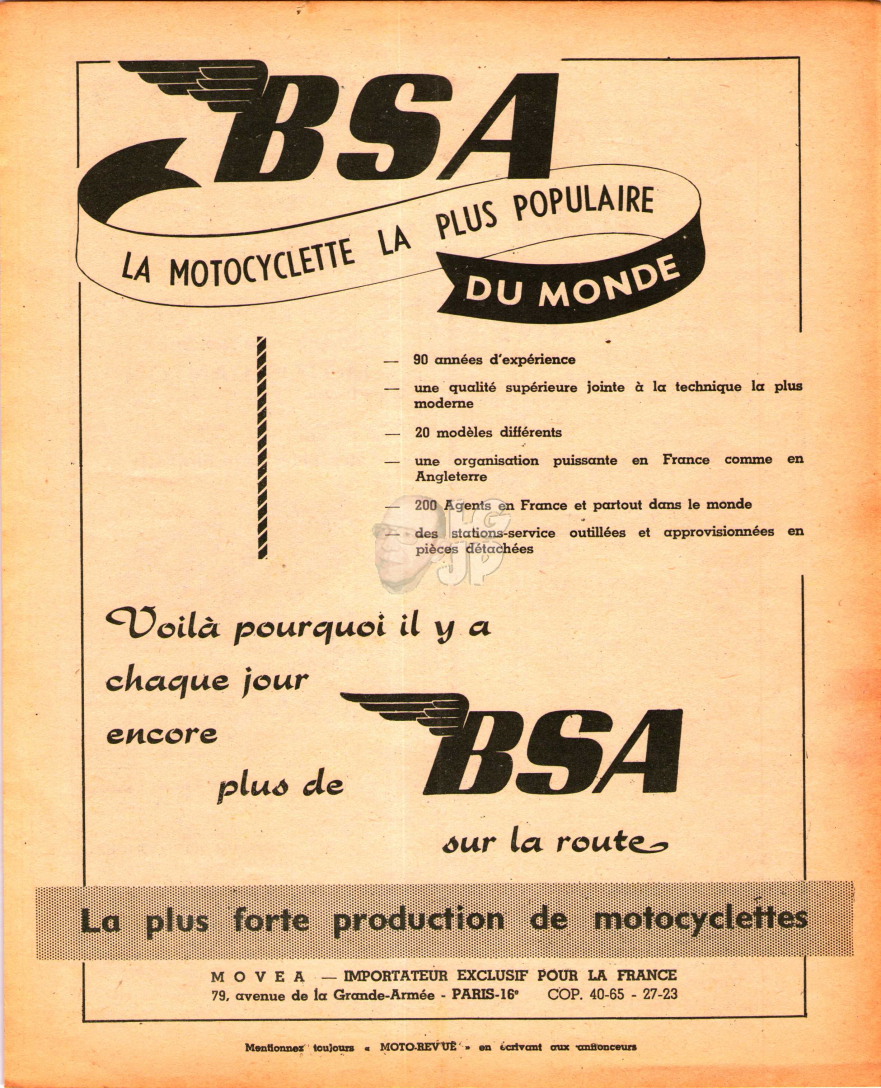 BSA
LA MOTOCYCLETTE LA PLUS POPULAIRE
DU MONDE
— 90 années d'expérience
— une qualité supérieure jointe à la technique la plus
moderne
— 20 modèles différents
— une organisation puissante en France comme en
Angleterre
— 200 Agents en France et partout dans le monde
— des stations-service outillées et approvisionnées en
pièces détachées
JP
Voilà pourquoi il y a
chaque jour
encore
plus de
BSA
sur la route
La plus forte production de motocyclettes
MOVEA — IMPORTATEUR EXCLUSIF POUR LA FRANCE
79, avenue de la Grande-Armée - PARIS-16e COP. 40-65 - 27-23
Mentionnez toujours « MOTO-REVUE » en écrivant aux annonceurs